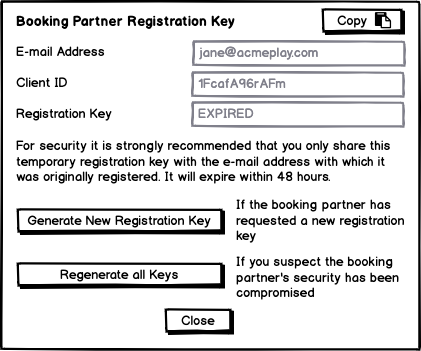 Booking Partner Registration Key
Copy
E-mail Address
jane@acmeplay.com
Client ID
1FcafA96rAFm
Registration Key
EXPIRED
For security it is strongly recommended that you only share this
temporary registration key with the e-mail address with which it
was originally registered. It will expire within 48 hours.
Generate New Registration Key
If the booking partner has
requested a new registration
key
Regenerate all Keys
If you suspect the booking
partner's security has been
compromised
Close